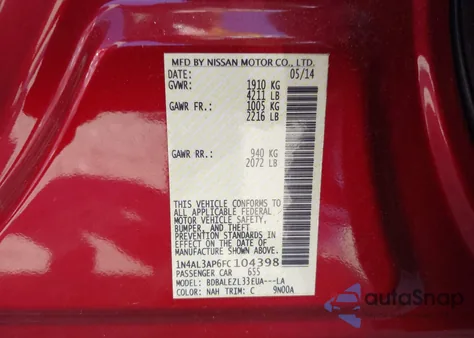 MFD BY NISSAN MOTOR CO., LTD.
DATE: 05/14
GVWR: 1910 KG
4211 LB
GAWR FR.: 1005 KG
2216 LB
GAWR RR.: 940 KG
2072 LB
THIS VEHICLE CONFORMS TO
ALL APPLICABLE FEDERAL
MOTOR VEHICLE SAFETY,
BUMPER, AND THEFT
PREVENTION STANDARDS IN
EFFECT ON THE DATE OF
MANUFACTURE SHOWN ABOVE.
1N4AL3AP6FC104398
PASSENGER CAR 655
MODEL: BDBALEZL33EUA---LA
COLOR: NAH TRIM: C 9N00A
autoSnap